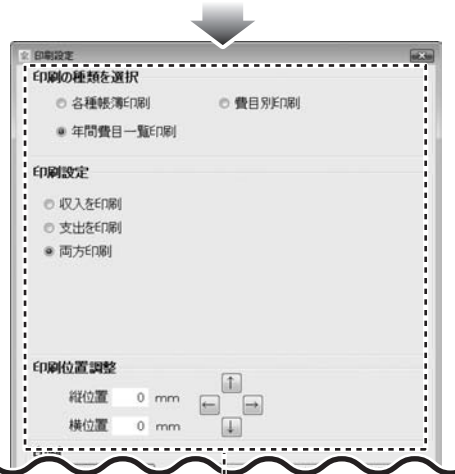 印刷設定
印刷の種類を選択
各種帳簿印刷 費目別印刷
年間費目一覧印刷
印刷設定
収入を印刷
支出を印刷
両方印刷
印刷位置調整
縦位置 0 mm ↑
← →
横位置 0 mm ↓